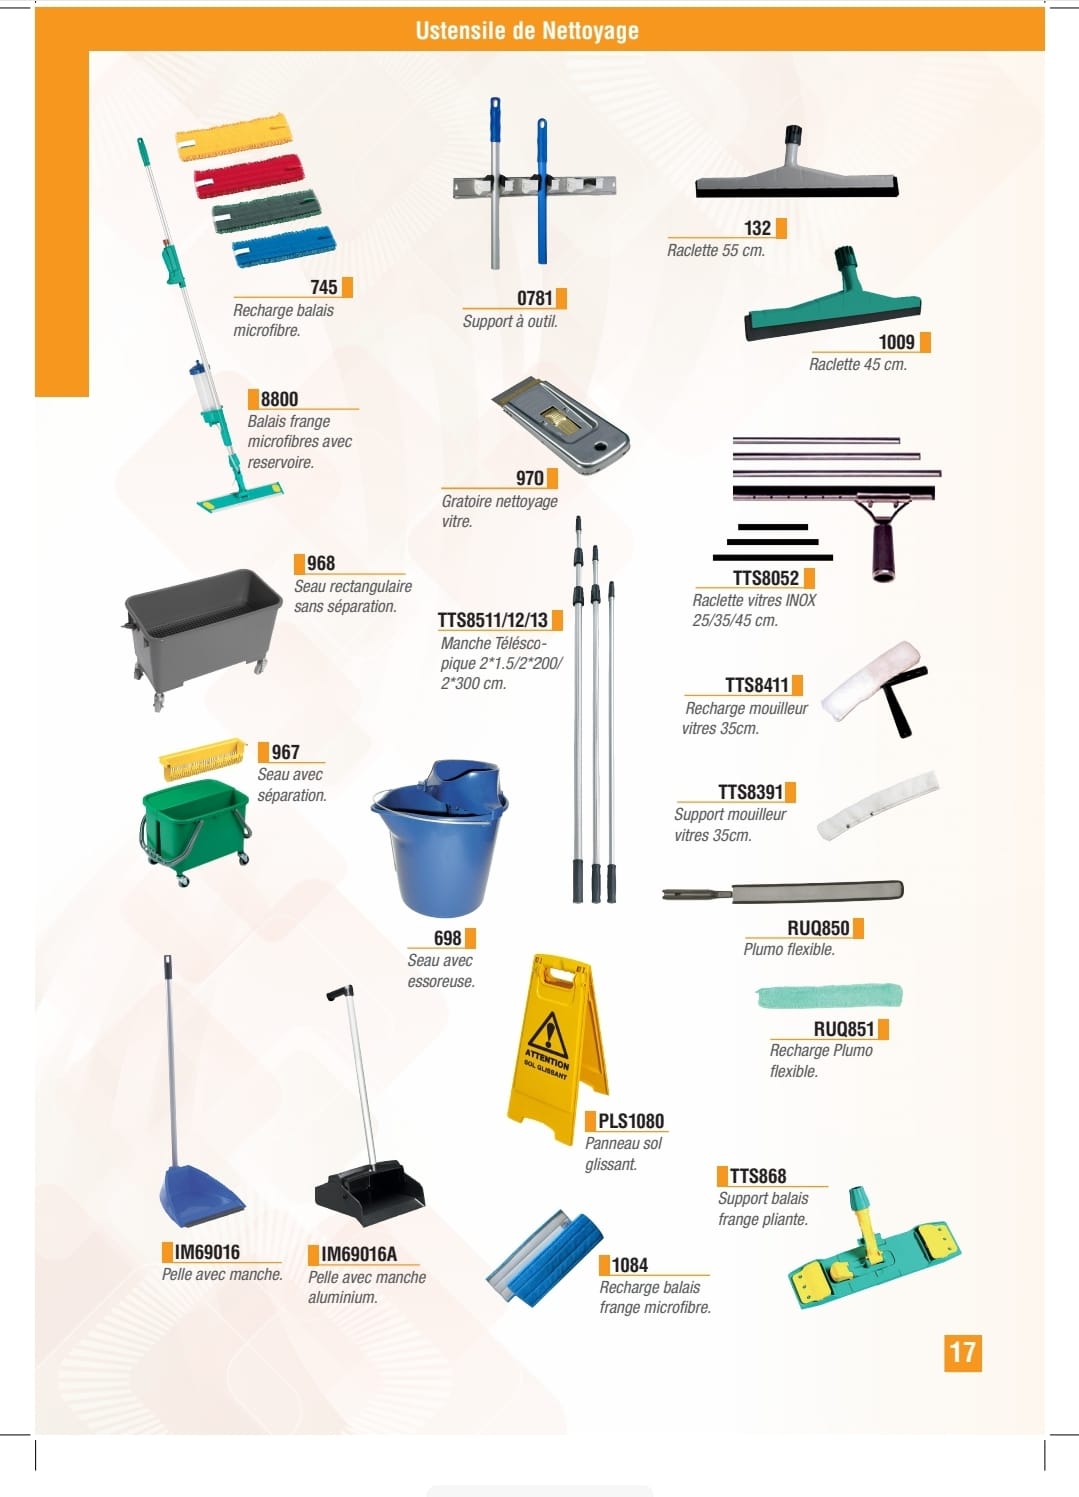 Ustensile de Nettoyage
745
Recharge balais
microfibre.
8800
Balais frange
microfibres avec
reservoire.
0781
Support à outil.
132
Raclette 55 cm.
1009
Raclette 45 cm.
970
Gratoire nettoyage
vitre.
TTS8052
Raclette vitres INOX
25/35/45 cm.
968
Seau rectangulaire
sans séparation.
TTS8511/12/13
Manche Télésco-
pique 2*1.5/2*200/
2*300 cm.
TTS8411
Recharge mouilleur
vitres 35cm.
967
Seau avec
séparation.
TTS8391
Support mouilleur
vitres 35cm.
698
Seau avec
essoreuse.
RUQ850
Plumo flexible.
RUQ851
Recharge Plumo
flexible.
ATTENTION
SOL GLISSANT
PLS1080
Panneau sol
glissant.
TTS868
Support balais
frange pliante.
IM69016
Pelle avec manche.
IM69016A
Pelle avec manche
aluminium.
1084
Recharge balais
frange microfibre.
17